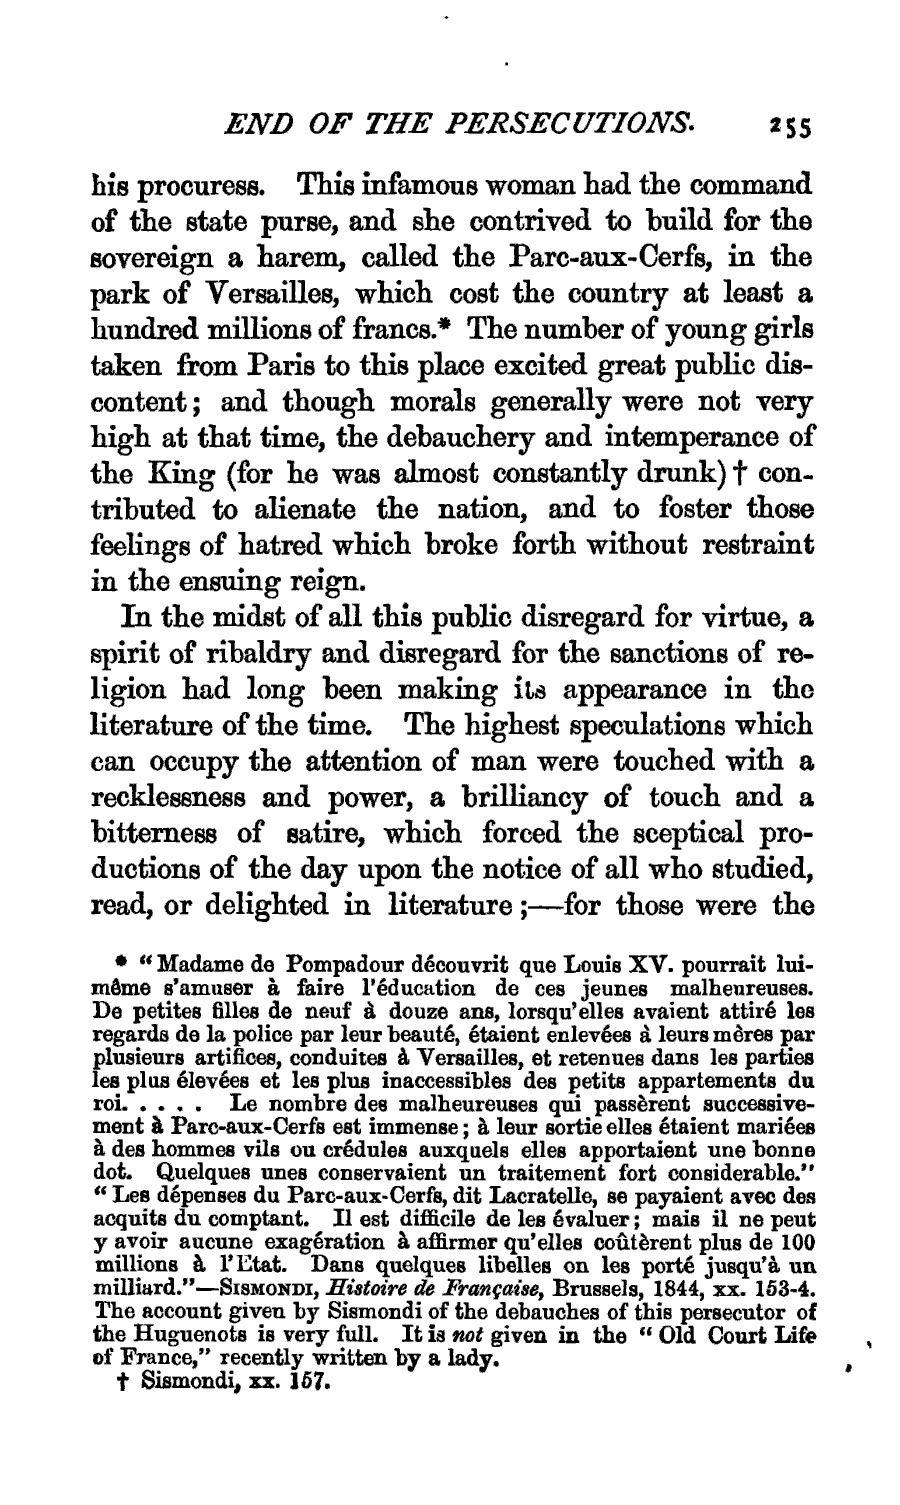 END OF THE PERSECUTIONS. 255
his procuress. This infamous woman had the command
of the state purse, and she contrived to build for the
sovereign a harem, called the Parc-aux-Cerfs, in the
park of Versailles, which cost the country at least a
hundred millions of francs.* The number of young girls
taken from Paris to this place excited great public dis-
content; and though morals generally were not very
high at that time, the debauchery and intemperance of
the King (for he was almost constantly drunk) † con-
tributed to alienate the nation, and to foster those
feelings of hatred which broke forth without restraint
in the ensuing reign.
In the midst of all this public disregard for virtue, a
spirit of ribaldry and disregard for the sanctions of re-
ligion had long been making its appearance in the
literature of the time. The highest speculations which
can occupy the attention of man were touched with a
recklessness and power, a brilliancy of touch and a
bitterness of satire, which forced the sceptical pro-
ductions of the day upon the notice of all who studied,
read, or delighted in literature ;—for those were the
* "Madame de Pompadour découvrit que Louis XV. pourrait lui-
même s'amuser à faire l'éducation de ces jeunes malheureuses.
De petites filles de neuf à douze ans, lorsqu'elles avaient attiré les
regards de la police par leur beauté, étaient enlevées à leurs mères par
plusieurs artifices, conduites à Versailles, et retenues dans les parties
les plus élevées et les plus inaccessibles des petits appartements du
roi. . . . . Le nombre des malheureuses qui passèrent successive-
ment à Parc-aux-Cerfs est immense; à leur sortie elles étaient mariées
à des hommes vils ou crédules auxquels elles apportaient une bonne
dot. Quelques unes conservaient un traitement fort considerable."
"Les dépenses du Parc-aux-Cerfs, dit Lacratelle, se payaient avec des
acquits du comptant. Il est difficile de les évaluer; mais il ne peut
y avoir aucune exagération à affirmer qu'elles coûtèrent plus de 100
millions à l'Etat. Dans quelques libelles on les porté jusqu'à un
milliard."—SISMONDI, Histoire de Française, Brussels, 1844, xx. 153-4.
The account given by Sismondi of the debauches of this persecutor of
the Huguenots is very full. It is not given in the "Old Court Life
of France," recently written by a lady.
† Sismondi, xx. 157.